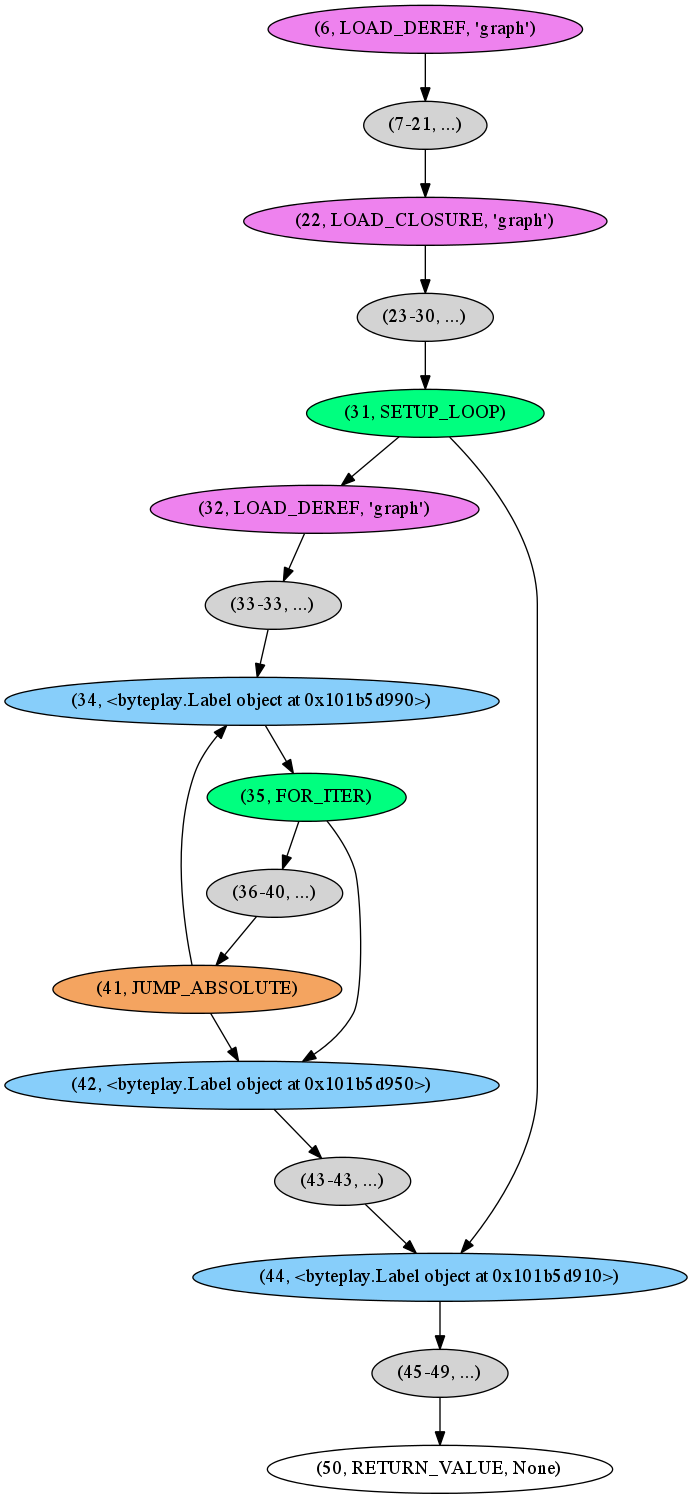 (6, LOAD_DEREF, 'graph')
(7-21, ...)
(22, LOAD_CLOSURE, 'graph')
(23-30, ...)
(31, SETUP_LOOP)
(32, LOAD_DEREF, 'graph')
(33-33, ...)
(34, <byteplay.Label object at 0x101b5d990>)
(35, FOR_ITER)
(36-40, ...)
(41, JUMP_ABSOLUTE)
(42, <byteplay.Label object at 0x101b5d950>)
(43-43, ...)
(44, <byteplay.Label object at 0x101b5d910>)
(45-49, ...)
(50, RETURN_VALUE, None)